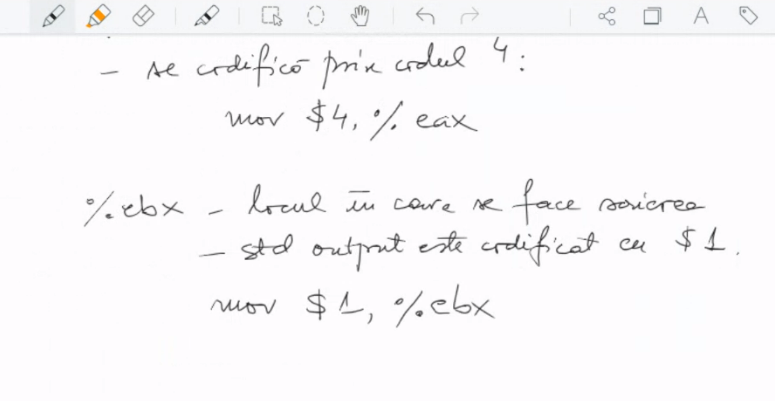 - se codifică prin codul 4:
mov $4, %eax
%ebx - locul în care se face scrierea
- std output este codificat cu $1.
mov $1, %ebx